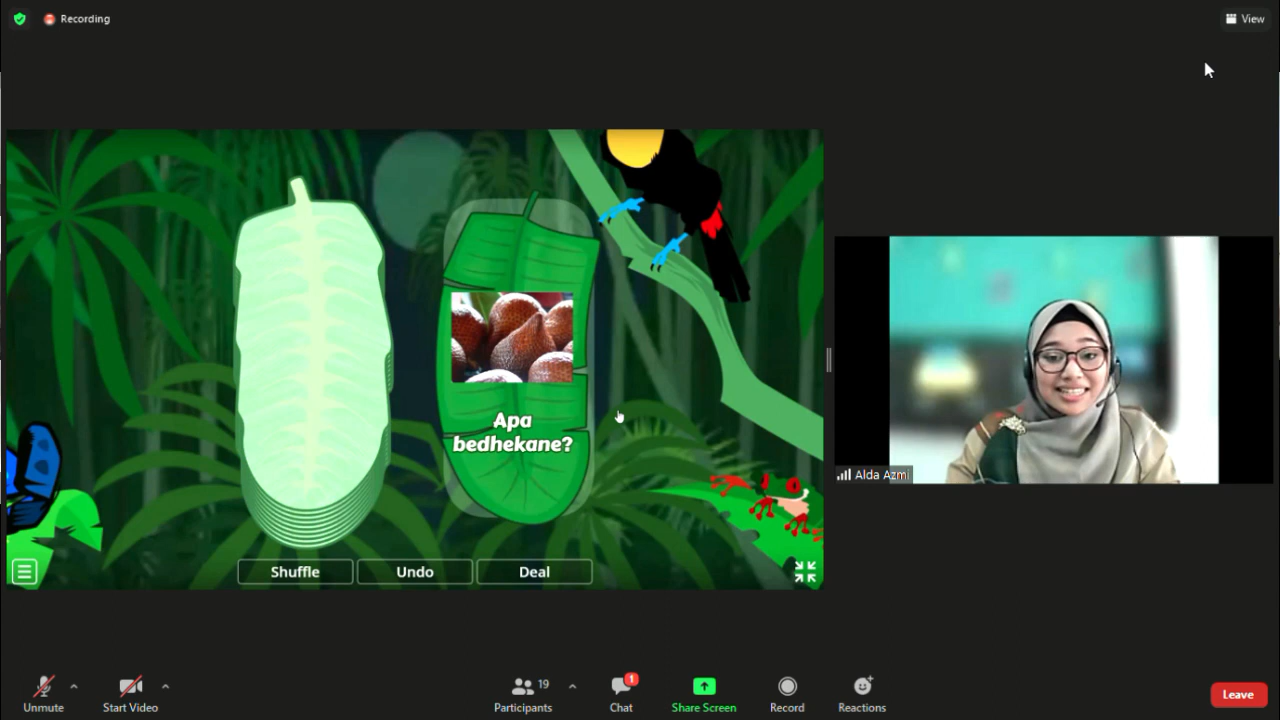 Recording
View
Apa
bedhekane?
Shuffle
Undo
Deal
Alda Azmi
Unmute
Start Video
19
Participants
1
Chat
Share Screen
Record
Reactions
Leave